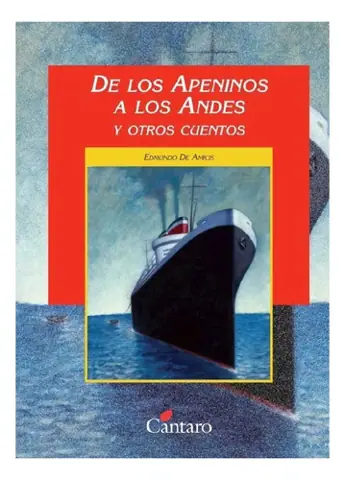 DE LOS APENINOS
A LOS ANDES
Y OTROS CUENTOS
EDMONDO DE AMICIS
Cántaro